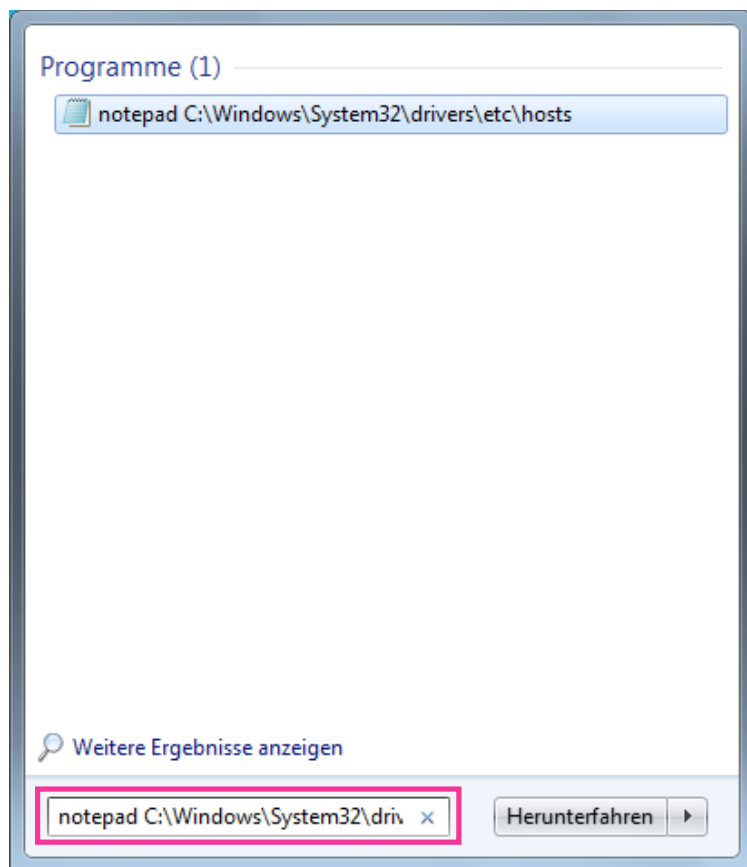 Programme (1)
notepad C:\Windows\System32\drivers\etc\hosts
Weitere Ergebnisse anzeigen
notepad C:\Windows\System32\driv
Herunterfahren